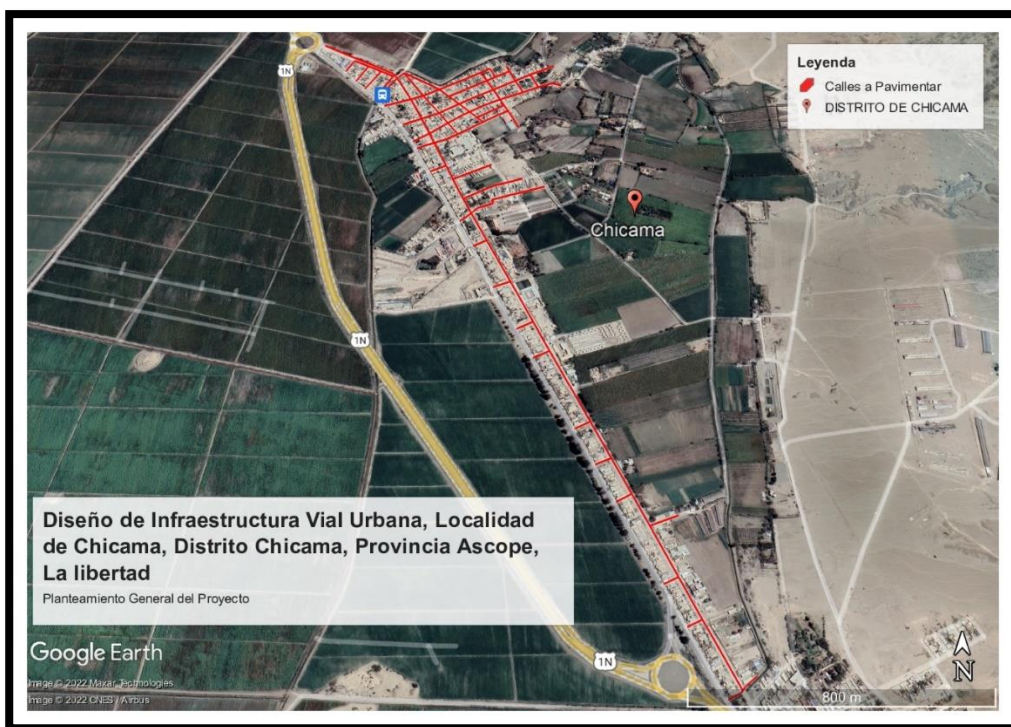 1N
Leyenda
Calles a Pavimentar
DISTRITO DE CHICAMA
Chicama
1N
Diseño de Infraestructura Vial Urbana, Localidad
de Chicama, Distrito Chicama, Provincia Ascope,
La libertad
Planteamiento General del Proyecto
Google Earth
Image © 2022 Maxar Technologies
Image © 2022 CNES / Airbus
1N
N
800 m